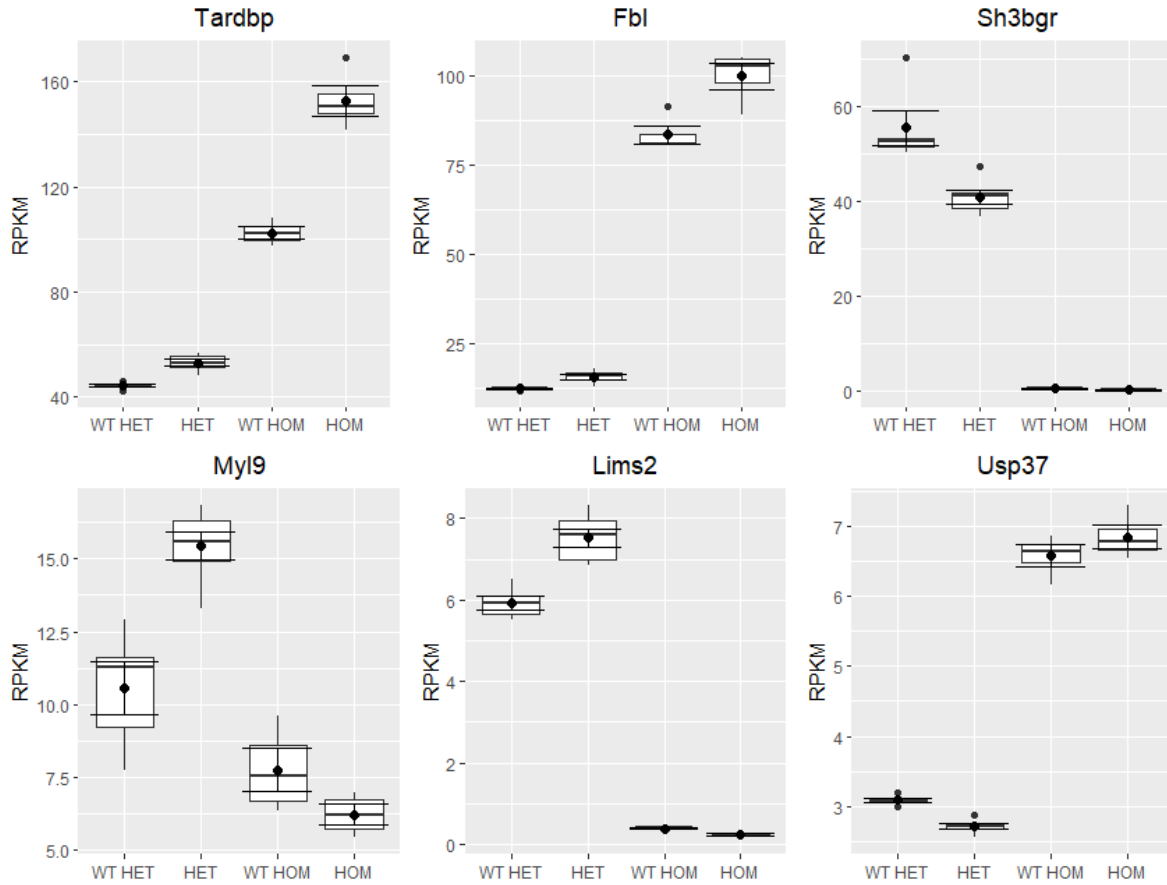 Tardbp Fbl Sh3bgr
RPKM RPKM RPKM
160 100 60
120 75 40
80 50 20
40 25 0
WT HET HET WT HOM HOM WT HET HET WT HOM HOM WT HET HET WT HOM HOM
Myl9 Lims2 Usp37
RPKM RPKM RPKM
15.0 8 7
12.5 6 6
10.0 4 5
7.5 2 4
5.0 0 3
WT HET HET WT HOM HOM WT HET HET WT HOM HOM WT HET HET WT HOM HOM